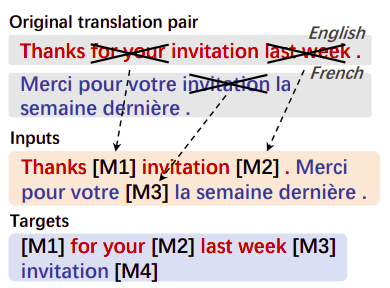 Original translation pair
English
Thanks for your invitation last week .
French
Merci pour votre invitation la
semaine dernière .
Inputs
Thanks [M1] invitation [M2] . Merci
pour votre [M3] la semaine dernière .
Targets
[M1] for your [M2] last week [M3]
invitation [M4]